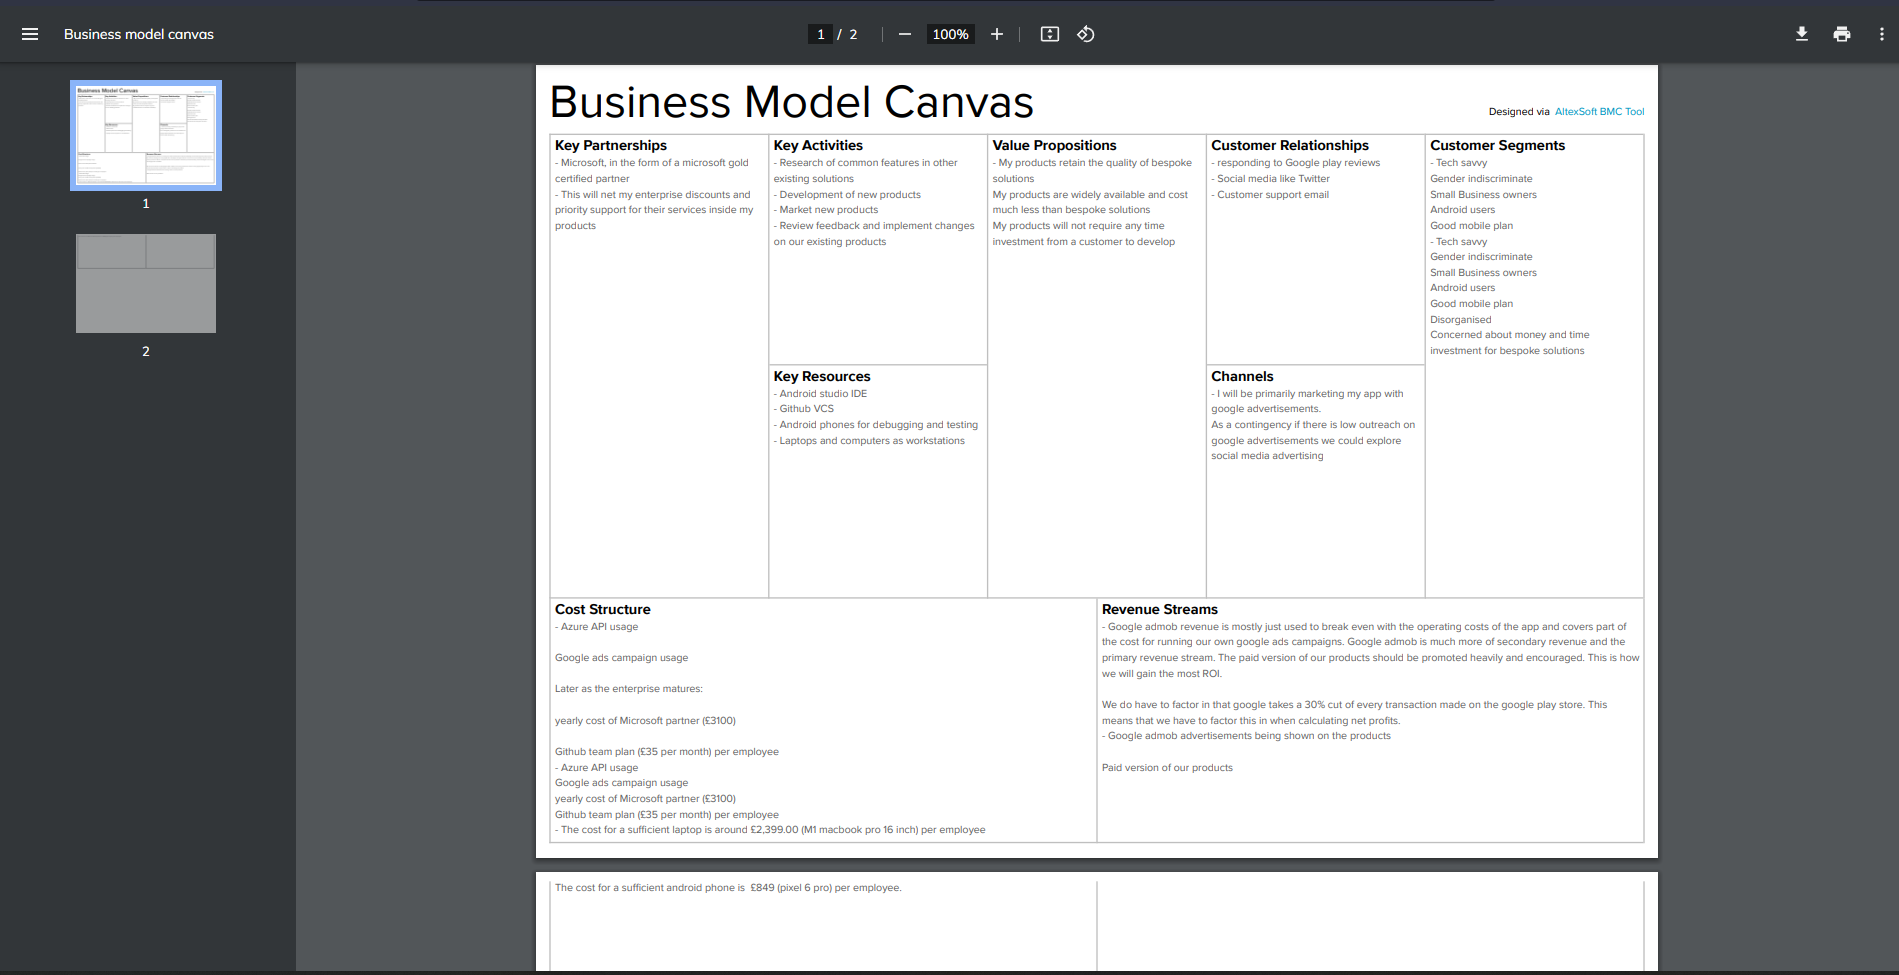 Business model canvas
1 / 2
100%
1
2
Business Model Canvas
Designed via AltexSoft BMC Tool
Key Partnerships
- Microsoft, in the form of a microsoft gold
certified partner
- This will net my enterprise discounts and
priority support for their services inside my
products
Key Activities
- Research of common features in other
existing solutions
- Development of new products
- Market new products
- Review feedback and implement changes
on our existing products
Key Resources
- Android studio IDE
- Github VCS
- Android phones for debugging and testing
- Laptops and computers as workstations
Value Propositions
- My products retain the quality of bespoke
solutions
My products are widely available and cost
much less than bespoke solutions
My products will not require any time
investment from a customer to develop
Customer Relationships
- responding to Google play reviews
- Social media like Twitter
- Customer support email
Channels
- I will be primarily marketing my app with
google advertisements.
As a contingency if there is low outreach on
google advertisements we could explore
social media advertising
Customer Segments
- Tech savvy
Gender indiscriminate
Small Business owners
Android users
Good mobile plan
- Tech savvy
Gender indiscriminate
Small Business owners
Android users
Good mobile plan
Disorganised
Concerned about money and time
investment for bespoke solutions
Cost Structure
- Azure API usage
Google ads campaign usage
Later as the enterprise matures:
yearly cost of Microsoft partner (£3100)
Github team plan (£35 per month) per employee
- Azure API usage
Google ads campaign usage
yearly cost of Microsoft partner (£3100)
Github team plan (£35 per month) per employee
- The cost for a sufficient laptop is around £2,399.00 (M1 macbook pro 16 inch) per employee
Revenue Streams
- Google admob revenue is mostly just used to break even with the operating costs of the app and covers part of
the cost for running our own google ads campaigns. Google admob is much more of secondary revenue and the
primary revenue stream. The paid version of our products should be promoted heavily and encouraged. This is how
we will gain the most ROI.
We do have to factor in that google takes a 30% cut of every transaction made on the google play store. This
means that we have to factor this in when calculating net profits.
- Google admob advertisements being shown on the products
Paid version of our products
The cost for a sufficient android phone is £849 (pixel 6 pro) per employee.